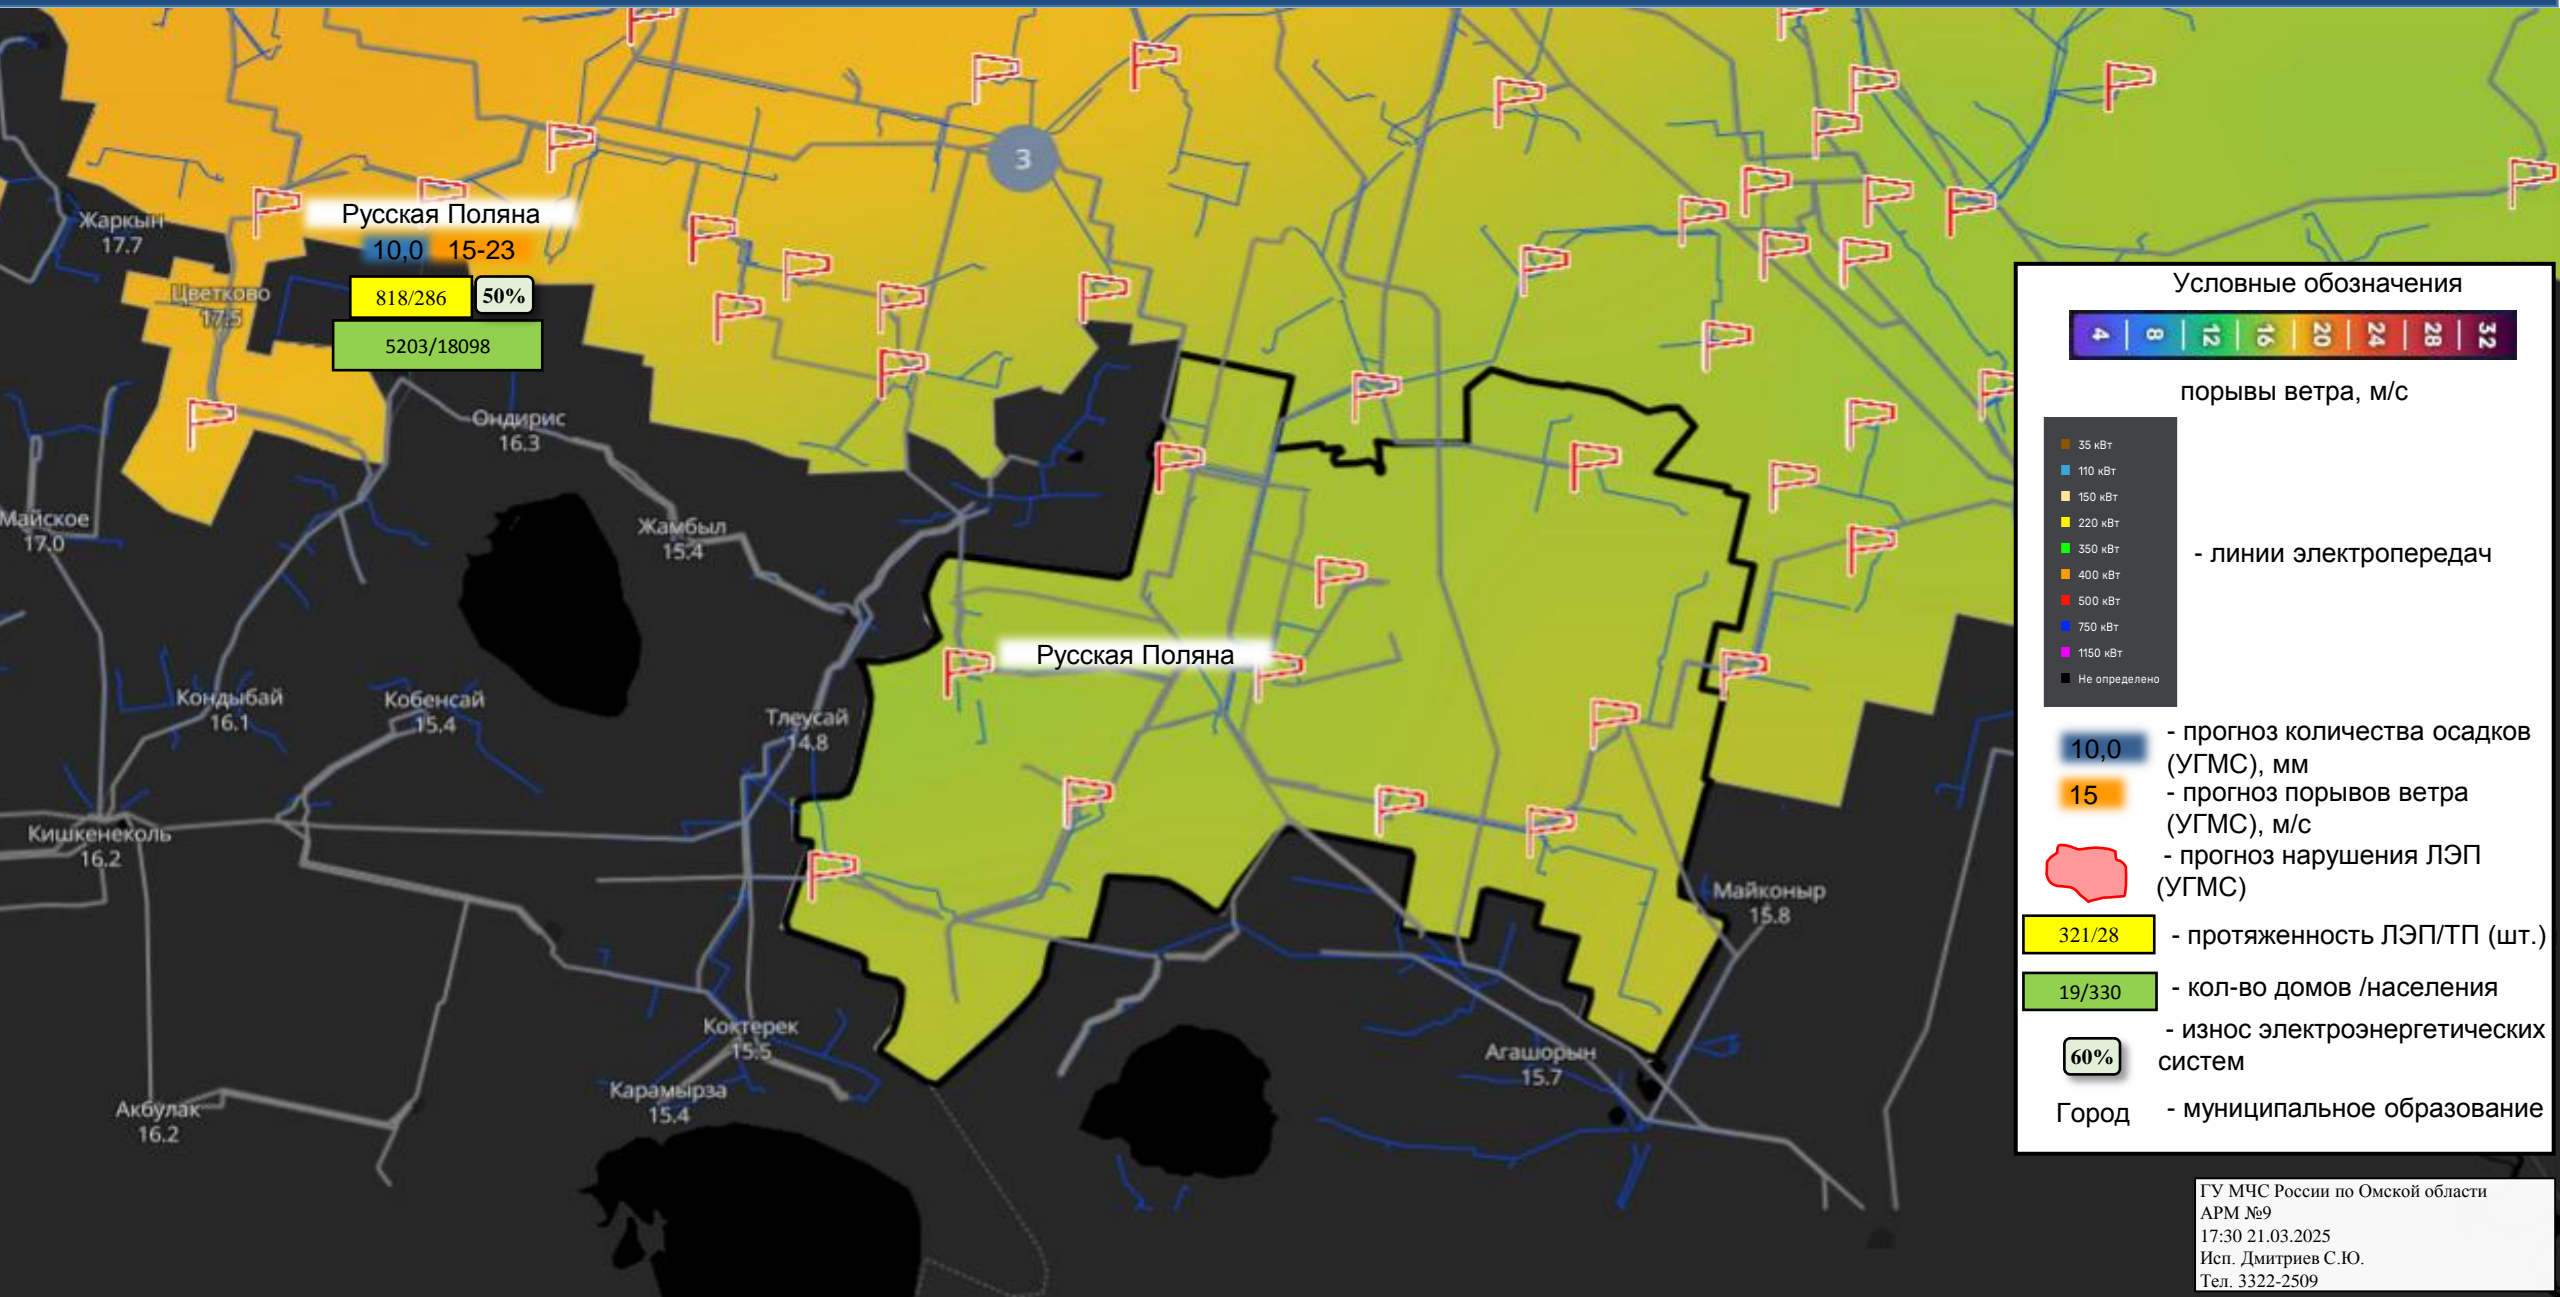 3
Жаркын
17.7
Русская Поляна
10,0 15-23
818/286 50%
5203/18098
Цветково
17.5
Ондирис
16.3
Майское
17.0
Жамбыл
15.4
Русская Поляна
Кондыбай
16.1
Кобенсай
15.4
Тлеусай
14.8
Кишкенеколь
16.2
Майконыр
15.8
Коктерек
15.5
Агашорын
15.7
Карамырза
15.4
Акбулак
16.2
Условные обозначения
4 8 12 16 20 24 28 32
порывы ветра, м/с
35 кВт
110 кВт
150 кВт
220 кВт
350 кВт
400 кВт
500 кВт
750 кВт
1150 кВт
Не определено
- линии электропередач
10,0 - прогноз количества осадков
(УГМС), мм
15 - прогноз порывов ветра
(УГМС), м/с
- прогноз нарушения ЛЭП
(УГМС)
321/28 - протяженность ЛЭП/ТП (шт.)
19/330 - кол-во домов /населения
60% - износ электроэнергетических
систем
Город - муниципальное образование
ГУ МЧС России по Омской области
АРМ №9
17:30 21.03.2025
Исп. Дмитриев С.Ю.
Тел. 3322-2509